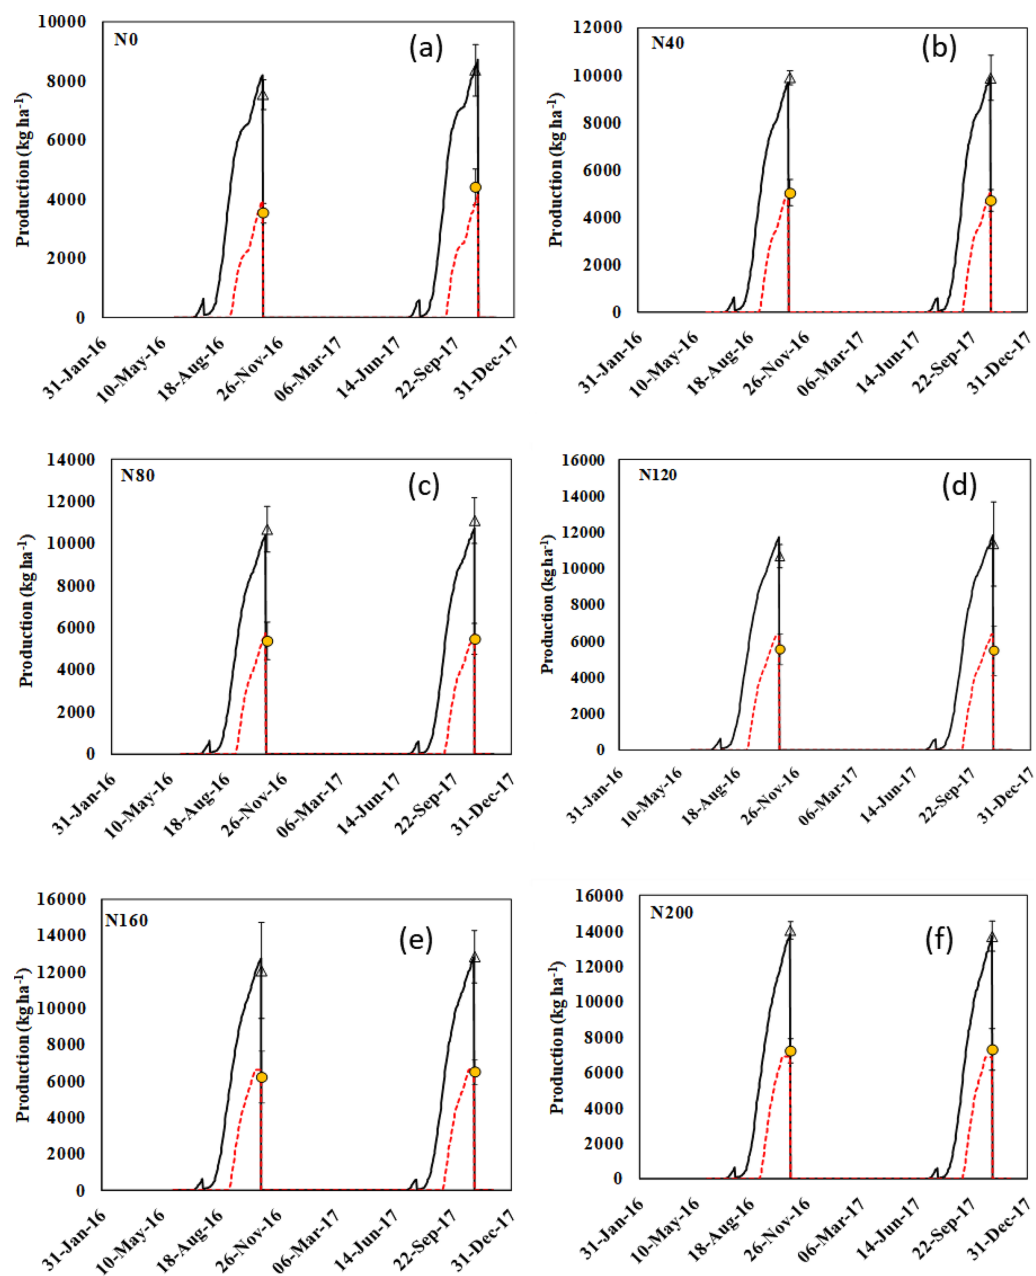 N0
(a)
Production (kg ha-1)
10000
8000
6000
4000
2000
0
31-Jan-16
10-May-16
18-Aug-16
26-Nov-16
06-Mar-17
14-Jun-17
22-Sep-17
31-Dec-17
N40
(b)
Production (kg ha-1)
12000
10000
8000
6000
4000
2000
0
31-Jan-16
10-May-16
18-Aug-16
26-Nov-16
06-Mar-17
14-Jun-17
22-Sep-17
31-Dec-17
N80
(c)
Production (kg ha-1)
14000
12000
10000
8000
6000
4000
2000
0
31-Jan-16
10-May-16
18-Aug-16
26-Nov-16
06-Mar-17
14-Jun-17
22-Sep-17
31-Dec-17
N120
(d)
Production (kg ha-1)
16000
14000
12000
10000
8000
6000
4000
2000
0
31-Jan-16
10-May-16
18-Aug-16
26-Nov-16
06-Mar-17
14-Jun-17
22-Sep-17
31-Dec-17
N160
(e)
Production (kg ha-1)
16000
14000
12000
10000
8000
6000
4000
2000
0
31-Jan-16
10-May-16
18-Aug-16
26-Nov-16
06-Mar-17
14-Jun-17
22-Sep-17
31-Dec-17
N200
(f)
Production (kg ha-1)
16000
14000
12000
10000
8000
6000
4000
2000
0
31-Jan-16
10-May-16
18-Aug-16
26-Nov-16
06-Mar-17
14-Jun-17
22-Sep-17
31-Dec-17